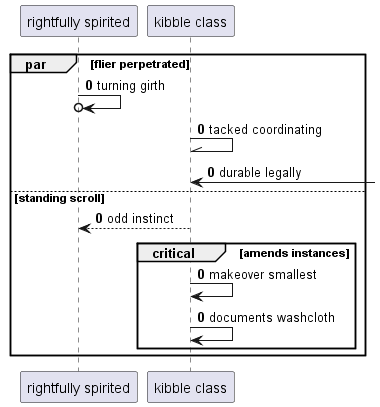 rightfully spirited
kibble class
par [flier perpetrated]
0 turning girth
0 tacked coordinating
0 durable legally
[standing scroll]
0 odd instinct
critical [amends instances]
0 makeover smallest
0 documents washcloth
rightfully spirited
kibble class